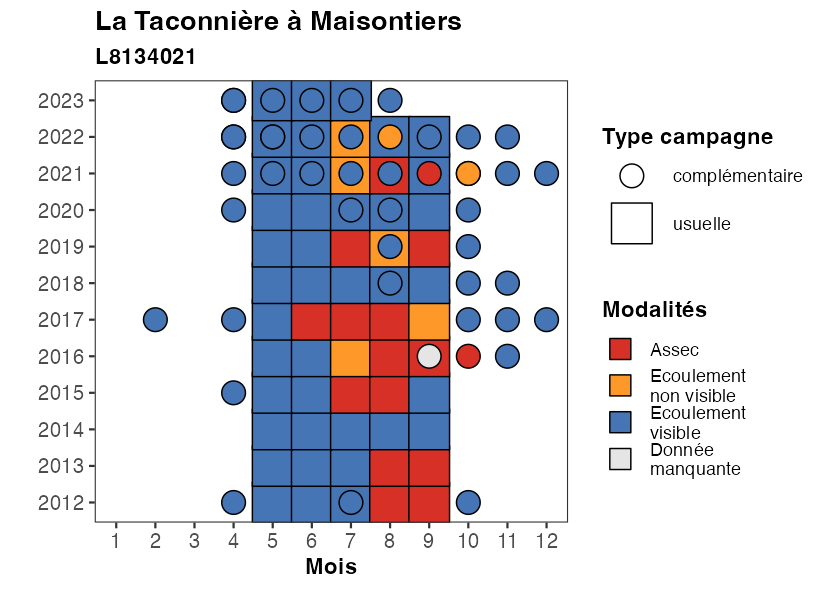 La Taconnière à Maisontiers
L8134021
2023
2022
2021
2020
2019
2018
2017
2016
2015
2014
2013
2012
1 2 3 4 5 6 7 8 9 10 11 12
Mois
Type campagne
complémentaire
usuelle
Modalités
Assec
Ecoulement
non visible
Ecoulement
visible
Donnée
manquante